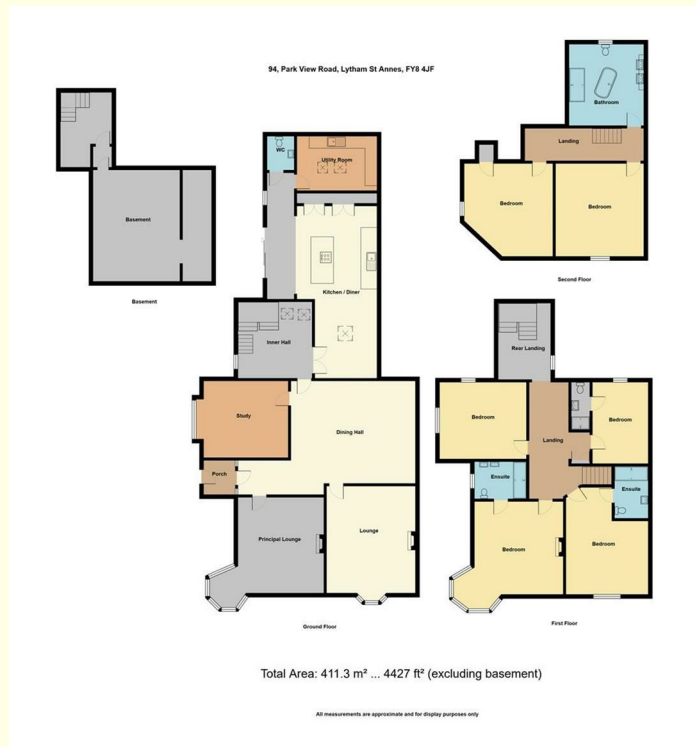 94, Park View Road, Lytham St Annes, FY8 4JF
Basement
Basement
WC
Utility Room
Kitchen / Diner
Inner Hall
Study
Dining Hall
Porch
Principal Lounge
Lounge
Ground Floor
Bathroom
Landing
Bedroom
Bedroom
Second Floor
Rear Landing
Bedroom
Landing
Bedroom
Ensuite
Ensuite
Bedroom
Bedroom
First Floor
Total Area: 411.3 m² ... 4427 ft² (excluding basement)
All measurements are approximate and for display purposes only